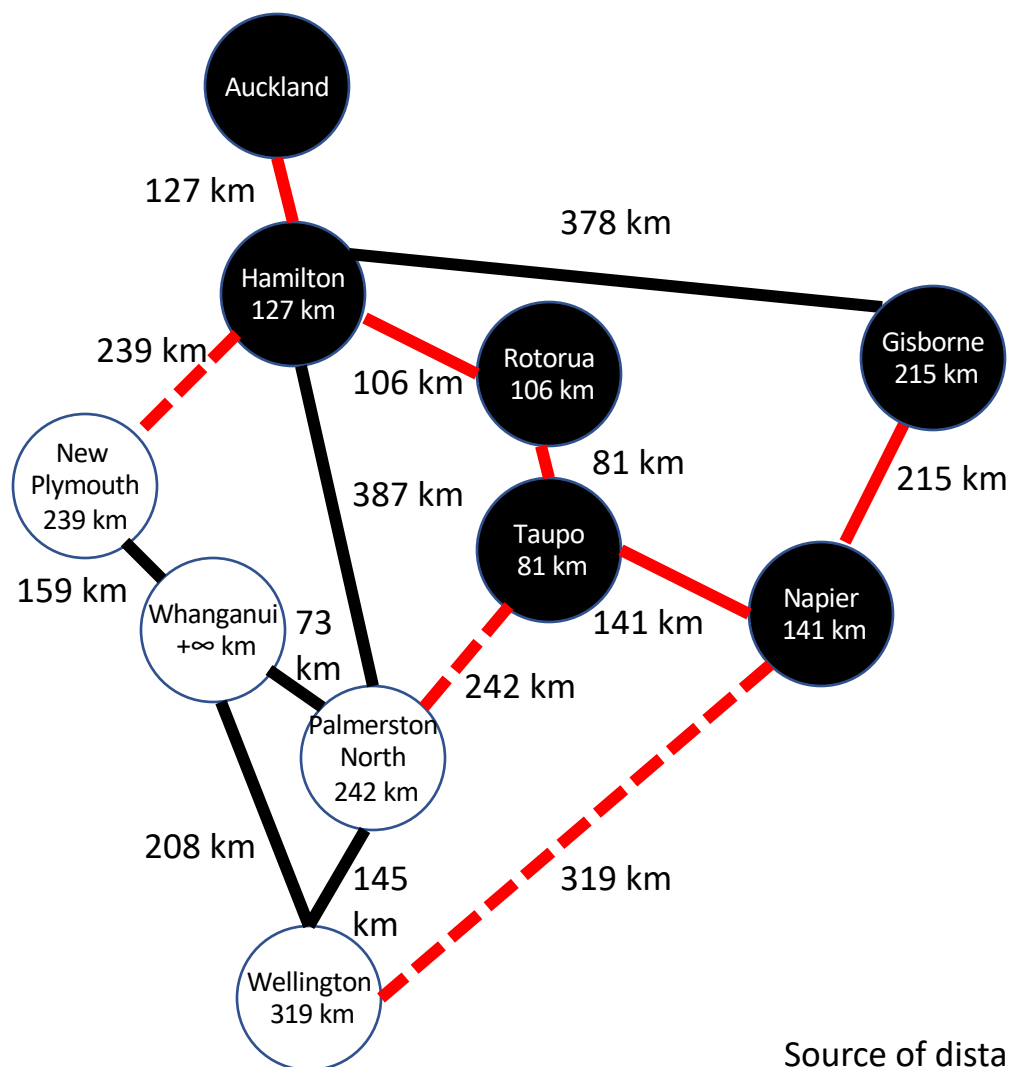 Auckland
127 km
378 km
Hamilton
127 km
239 km
106 km
Rotorua
106 km
Gisborne
215 km
New
Plymouth
239 km
387 km
81 km
215 km
Taupo
81 km
159 km
Whanganui
+∞ km
73
km
141 km
Napier
141 km
242 km
Palmerston
North
242 km
208 km
145
km
319 km
Wellington
319 km
Source of dista